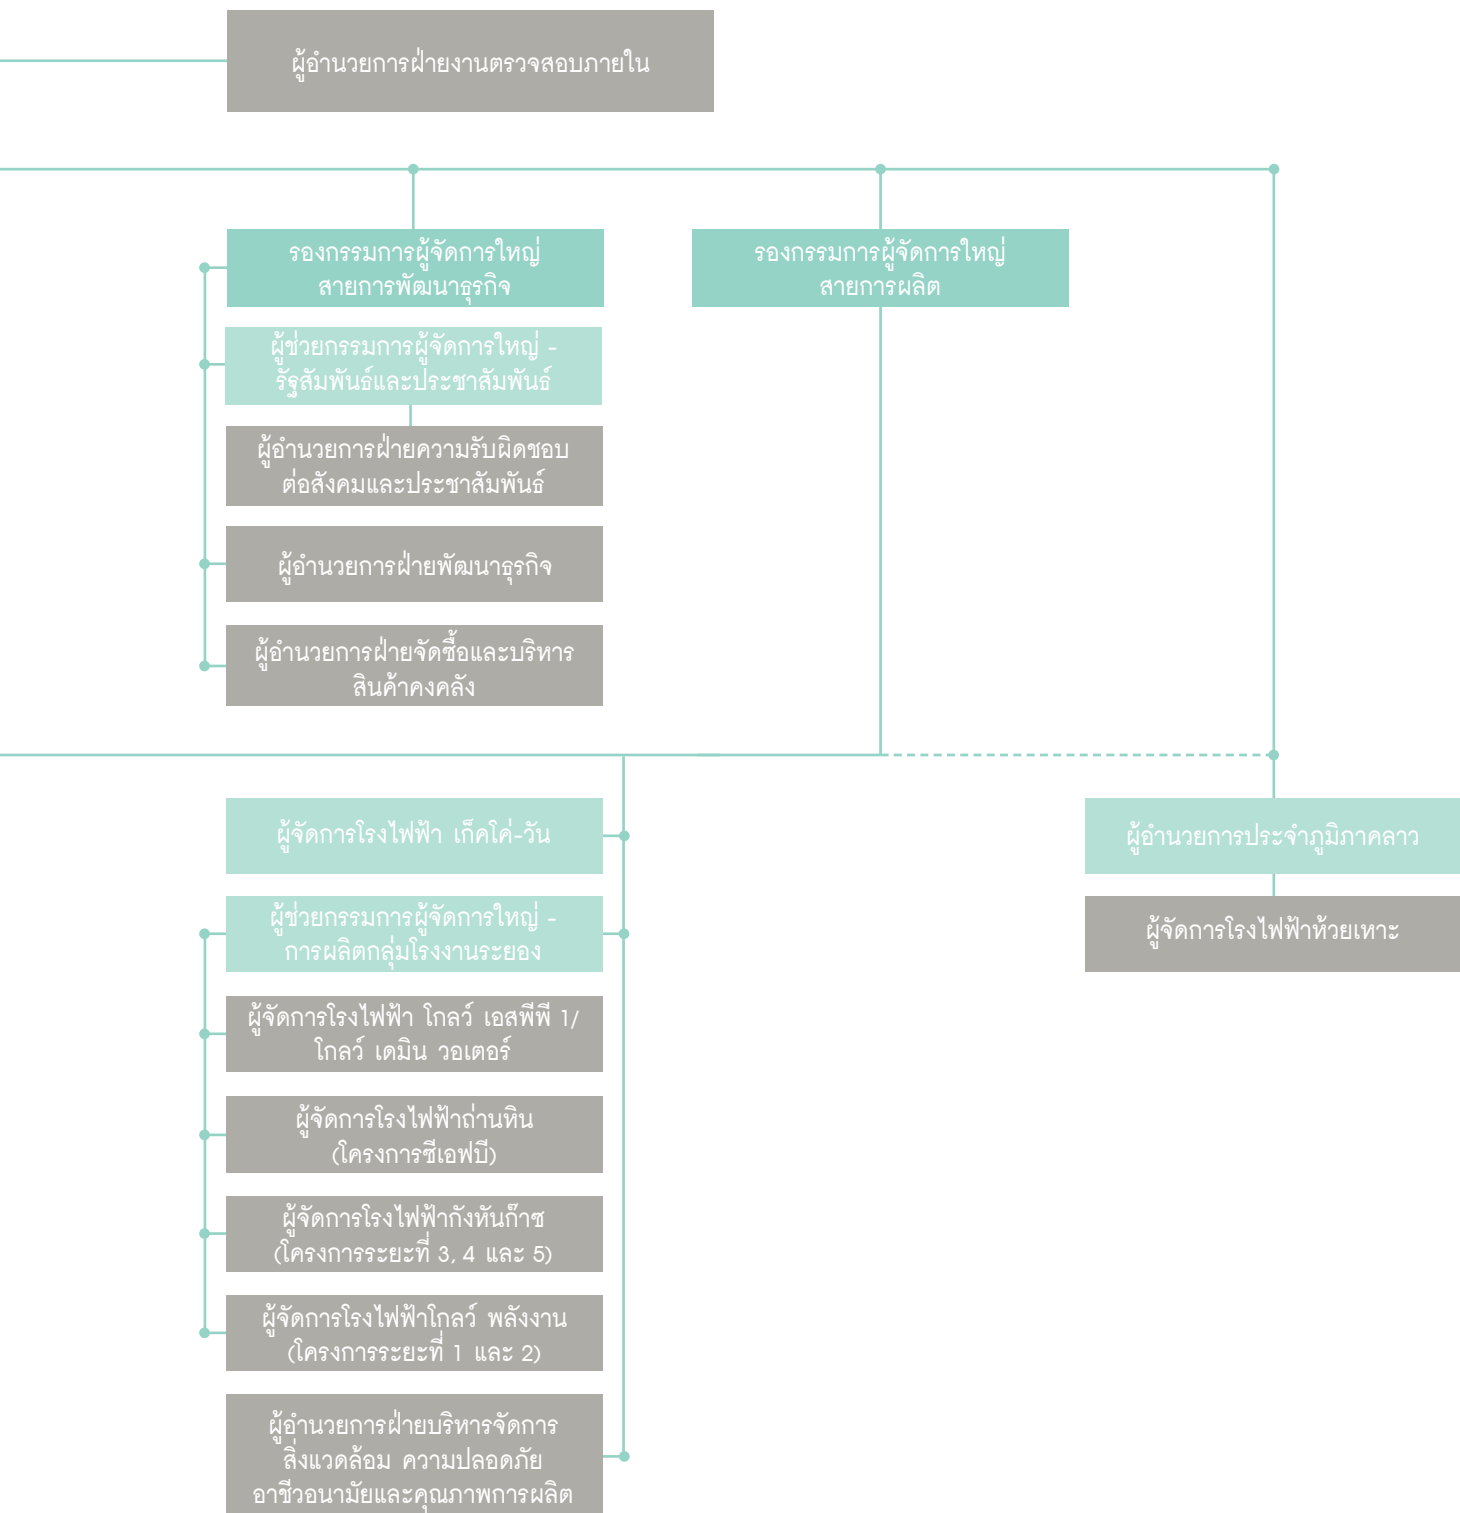 ผู้อำนวยการฝ่ายงานตรวจสอบภายใน
รองกรรมการผู้จัดการใหญ่
สายการพัฒนาธุรกิจ
รองกรรมการผู้จัดการใหญ่
สายการผลิต
ผู้ช่วยกรรมการผู้จัดการใหญ่ -
รัฐสัมพันธ์และประชาสัมพันธ์
ผู้อำนวยการฝ่ายความรับผิดชอบ
ต่อสังคมและประชาสัมพันธ์
ผู้อำนวยการฝ่ายพัฒนาธุรกิจ
ผู้อำนวยการฝ่ายจัดซื้อและบริหาร
สินค้าคงคลัง
ผู้จัดการโรงไฟฟ้า เก็คโค่-วัน
ผู้อำนวยการประจำภูมิภาคลาว
ผู้ช่วยกรรมการผู้จัดการใหญ่ -
การผลิตกลุ่มโรงงานระยอง
ผู้จัดการโรงไฟฟ้าห้วยเหาะ
ผู้จัดการโรงไฟฟ้า โกลว์ เอสพีพี 1/
โกลว์ เดมิน วอเตอร์
ผู้จัดการโรงไฟฟ้าถ่านหิน
(โครงการซีเอฟบี)
ผู้จัดการโรงไฟฟ้ากังหันก๊าซ
(โครงการระยะที่ 3, 4 และ 5)
ผู้จัดการโรงไฟฟ้าโกลว์ พลังงาน
(โครงการระยะที่ 1 และ 2)
ผู้อำนวยการฝ่ายบริหารจัดการ
สิ่งแวดล้อม ความปลอดภัย
อาชีวอนามัยและคุณภาพการผลิต